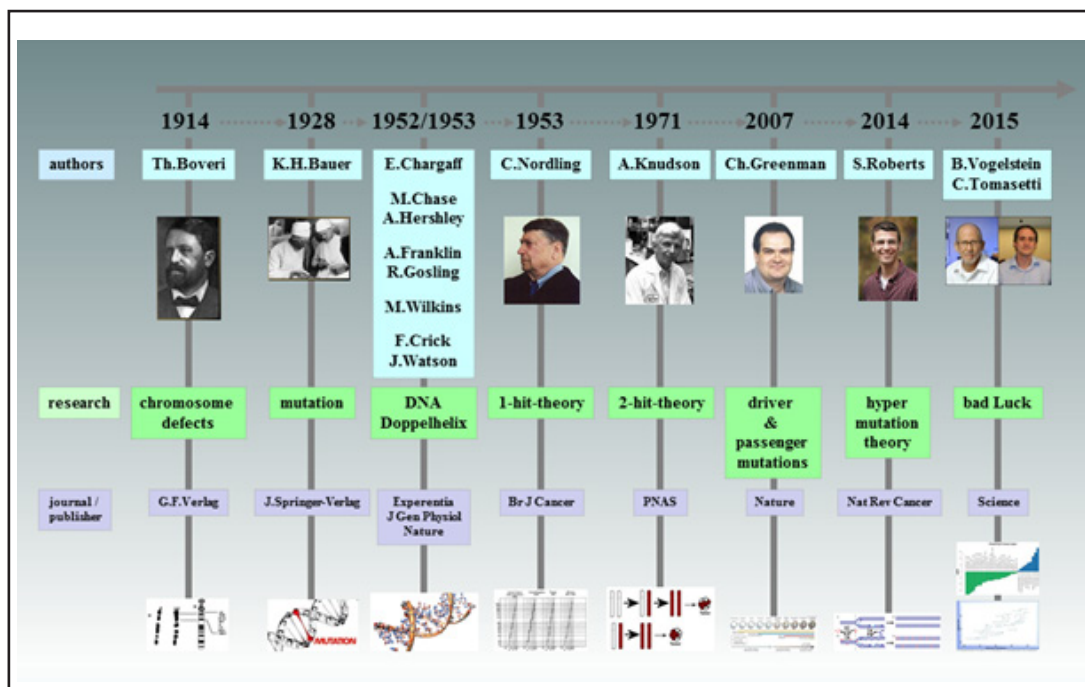 1914
1928
1952/1953
1953
1971
2007
2014
2015
authors
Th.Boveri
K.H.Bauer
E.Chargaff
M.Chase
A.Hershley
A.Franklin
R.Gosling
M.Wilkins
F.Crick
J.Watson
C.Nordling
A.Knudson
Ch.Greenman
S.Roberts
B.Vogelstein
C.Tomasetti
research
chromosome
defects
mutation
DNA
Doppelhelix
1-hit-theory
2-hit-theory
driver
&
passenger
mutations
hyper
mutation
theory
bad Luck
journal /
publisher
G.F.Verlag
J.Springer-Verlag
Experentia
J Gen Physiol
Nature
Br J Cancer
PNAS
Nature
Nat Rev Cancer
Science
MUTATION